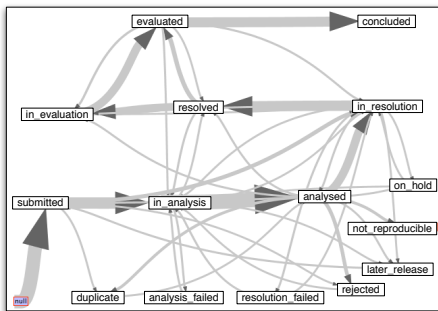 evaluated
concluded
in_evaluation
resolved
in_resolution
on_hold
submitted
in_analysis
analysed
not_reproducible
later_release
null
duplicate
analysis_failed
resolution_failed
rejected